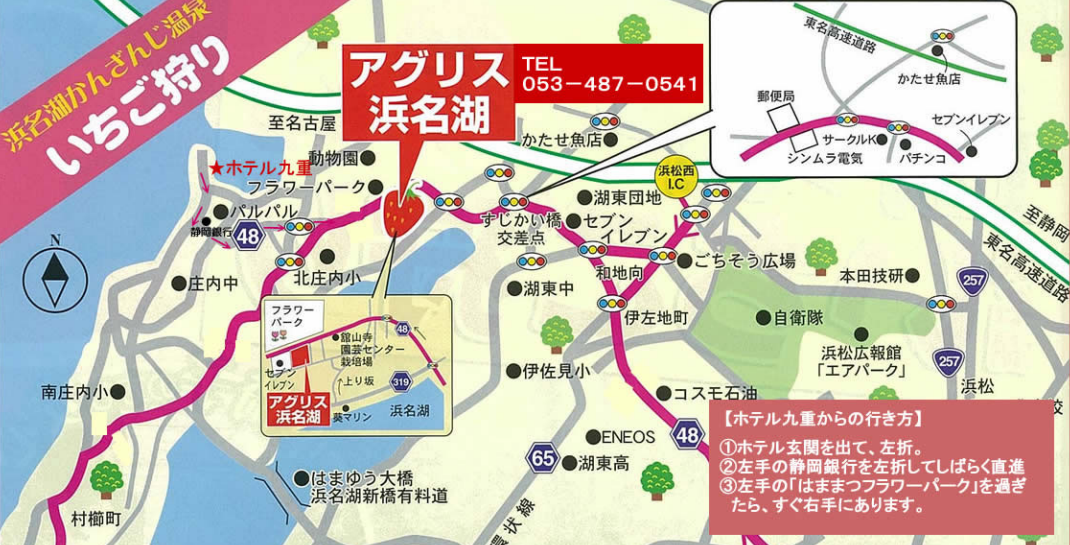 浜名湖かんざんじ温泉
いちご狩り
アグリス
浜名湖
TEL
053-487-0541
東名高速道路
かたせ魚店
郵便局
セブンイレブン
サークルK
パチンコ
シンムラ電気
至名古屋
かたせ魚店
★ホテル九重
動物園
フラワーパーク
浜松西
I.C
パルパル
静岡銀行
48
すじかい橋
交差点
湖東団地
セブン
イレブン
至静岡
東名高速道路
N
庄内中
北庄内小
和地向
ごちそう広場
本田技研
257
湖東中
伊左地町
自衛隊
浜松広報館
「エアパーク」
257
浜松
フラワー
パーク
48
舘山寺
園芸センター
栽培場
セブン
イレブン
↑上り坂
319
アグリス
浜名湖
葵マリン
浜名湖
南庄内小
伊佐見小
コスモ石油
校
ENEOS
48
65
湖東高
はまゆう大橋
浜名湖新橋有料道
村櫛町
環状線
【ホテル九重からの行き方】
①ホテル玄関を出て、左折。
②左手の静岡銀行を左折してしばらく直進
③左手の「はままつフラワーパーク」を過ぎ
たら、すぐ右手にあります。